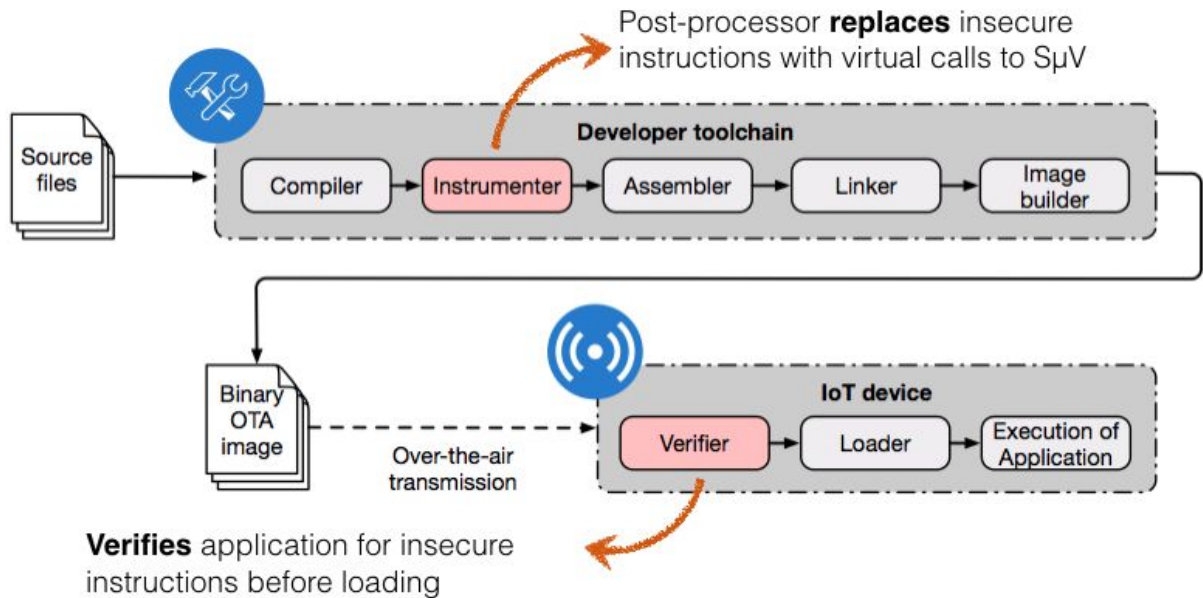 Post-processor replaces insecure
instructions with virtual calls to SµV
Developer toolchain
Source
files
Compiler
Instrumenter
Assembler
Linker
Image
builder
Binary
OTA
image
Over-the-air
transmission
IoT device
Verifier
Loader
Execution of
Application
Verifies application for insecure
instructions before loading